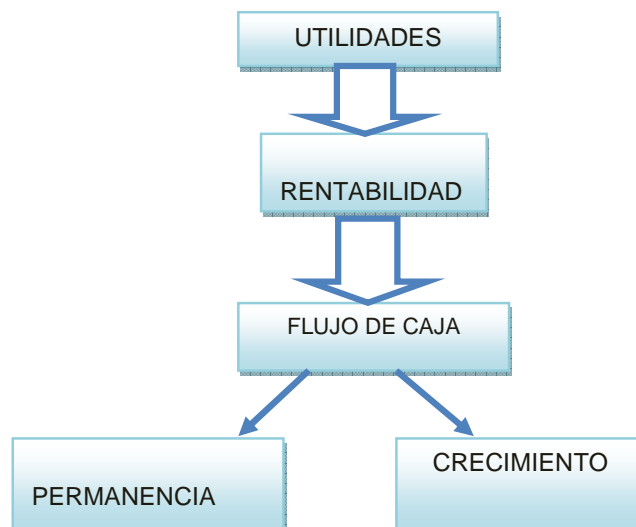 UTILIDADES
RENTABILIDAD
FLUJO DE CAJA
PERMANENCIA
CRECIMIENTO